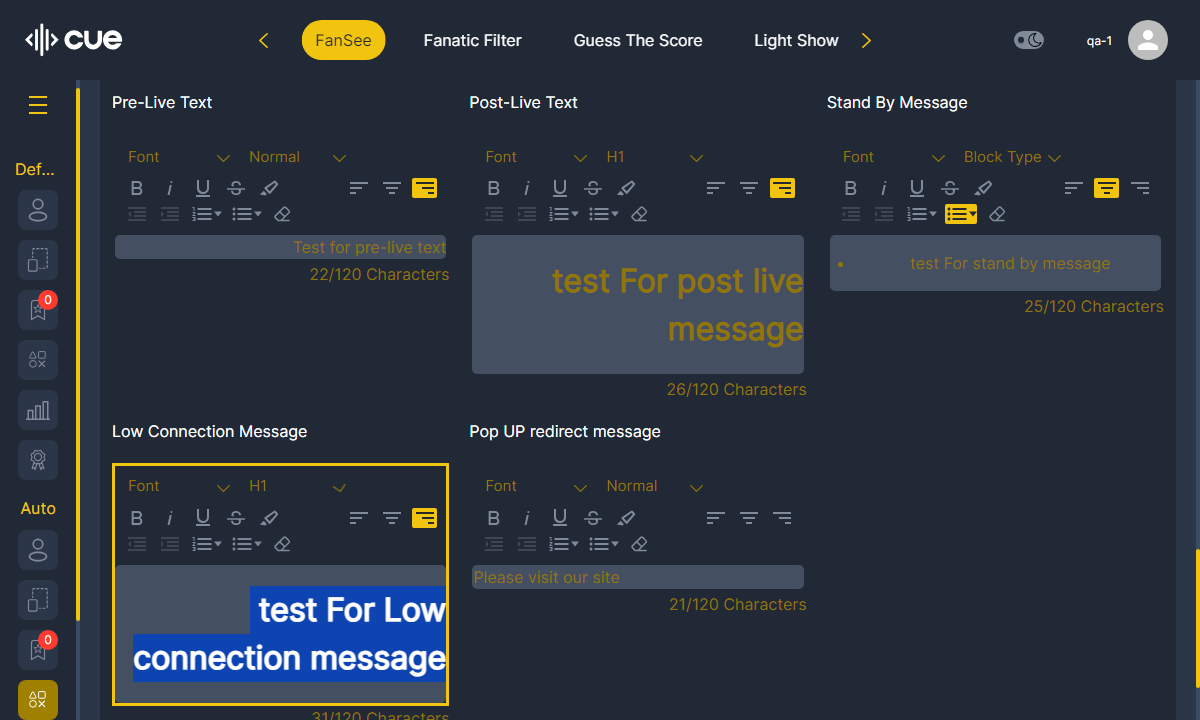 cue
FanSee
Fanatic Filter
Guess The Score
Light Show
qa-1
Def...
0
Auto
0
Pre-Live Text
Font
Normal
Test for pre-live text
22/120 Characters
Post-Live Text
Font
H1
test For post live
message
26/120 Characters
Stand By Message
Font
Block Type
test For stand by message
25/120 Characters
Low Connection Message
Font
H1
test For Low
connection message
31/120 Characters
Pop UP redirect message
Font
Normal
Please visit our site
21/120 Characters